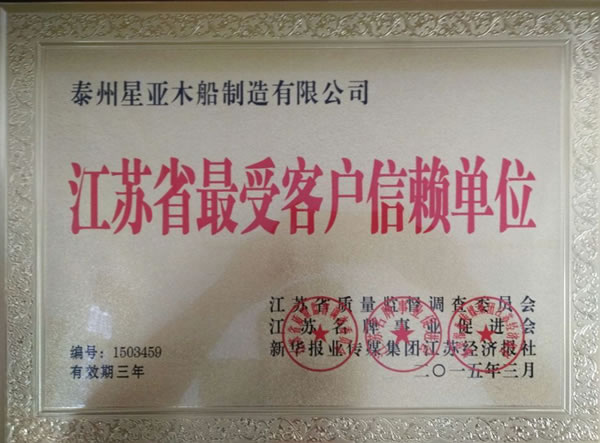 泰州星亚木船制造有限公司
江苏省最受客户信赖单位
江苏省质量监督调查委员会
江苏名牌事业促进会
新华报业传媒集团江苏经济报社
编号：1503459
有效期三年
二〇一五年三月